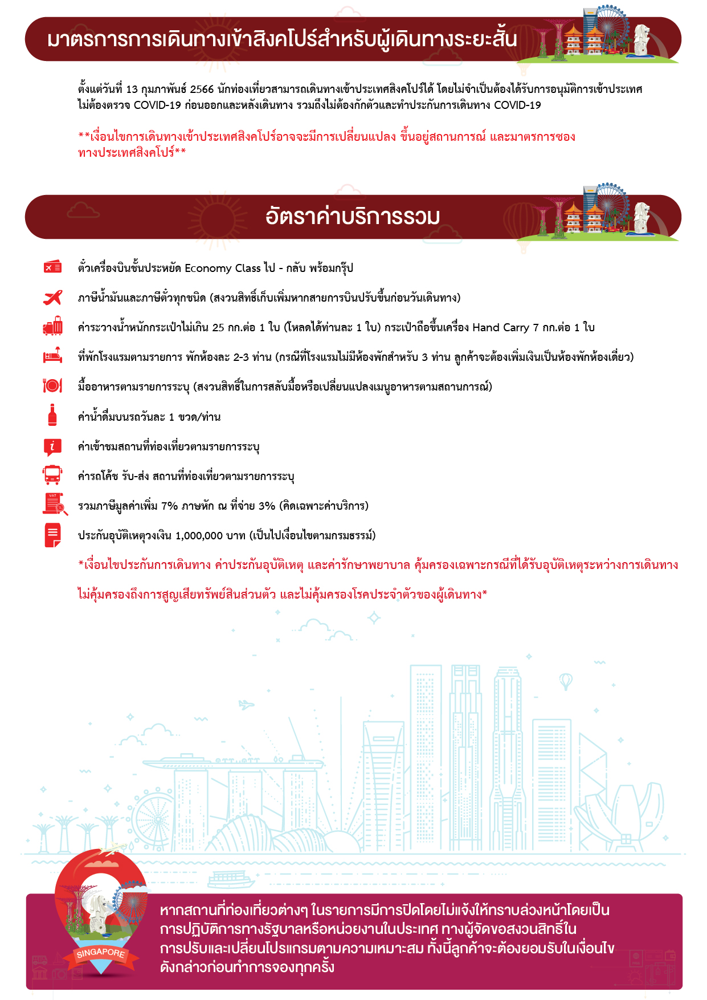 มาตรการการเดินทางเข้าสิงคโปร์สำหรับผู้เดินทางระยะสั้น
ตั้งแต่วันที่ 13 กุมภาพันธ์ 2566 นักท่องเที่ยวสามารถเดินทางเข้าประเทศสิงคโปร์ได้ โดยไม่จำเป็นต้องได้รับการอนุมัติการเข้าประเทศ
ไม่ต้องตรวจ COVID-19 ก่อนออกและหลังเดินทาง รวมถึงไม่ต้องกักตัวและทำประกันการเดินทาง COVID-19
**เงื่อนไขการเดินทางเข้าประเทศสิงคโปร์อาจจะมีการเปลี่ยนแปลง ขึ้นอยู่สถานการณ์ และมาตรการซอง
ทางประเทศสิงคโปร์**
อัตราค่าบริการรวม
ตั๋วเครื่องบินชั้นประหยัด Economy Class ไป - กลับ พร้อมกรุ๊ป
ภาษีน้ำมันและภาษีตั๋วทุกชนิด (สงวนสิทธิ์เก็บเพิ่มหากสายการบินปรับขึ้นก่อนวันเดินทาง)
ค่าระวางน้ำหนักกระเป๋าไม่เกิน 25 กก.ต่อ 1 ใบ (โหลดได้ท่านละ 1 ใบ) กระเป๋าถือขึ้นเครื่อง Hand Carry 7 กก.ต่อ 1 ใบ
ที่พักโรงแรมตามรายการ พักห้องละ 2-3 ท่าน (กรณีที่โรงแรมไม่มีห้องพักสำหรับ 3 ท่าน ลูกค้าจะต้องเพิ่มเงินเป็นห้องพักห้องเดี่ยว)
มื้ออาหารตามรายการระบุ (สงวนสิทธิ์ในการสลับมื้อหรือเปลี่ยนแปลงเมนูอาหารตามสถานการณ์)
ค่าน้ำดื่มบนรถวันละ 1 ขวด/ท่าน
ค่าเข้าชมสถานที่ท่องเที่ยวตามรายการระบุ
ค่ารถโค้ช รับ-ส่ง สถานที่ท่องเที่ยวตามรายการระบุ
VAT
รวมภาษีมูลค่าเพิ่ม 7% ภาษหัก ณ ที่จ่าย 3% (คิดเฉพาะค่าบริการ)
ประกันอุบัติเหตุวงเงิน 1,000,000 บาท (เป็นไปเงื่อนไขตามกรมธรรม์)
*เงื่อนไขประกันการเดินทาง ค่าประกันอุบัติเหตุ และค่ารักษาพยาบาล คุ้มครองเฉพาะกรณีที่ได้รับอุบัติเหตุระหว่างการเดินทาง
ไม่คุ้มครองถึงการสูญเสียทรัพย์สินส่วนตัว และไม่คุ้มครองโรคประจำตัวของผู้เดินทาง*
หากสถานที่ท่องเที่ยวต่างๆ ในรายการมีการปิดโดยไม่แจ้งให้ทราบล่วงหน้าโดยเป็น
การปฏิบัติการทางรัฐบาลหรือหน่วยงานในประเทศ ทางผู้จัดขอสงวนสิทธิ์ใน
การปรับและเปลี่ยนโปรแกรมตามความเหมาะสม ทั้งนี้ลูกค้าจะต้องยอมรับในเงื่อนไข
ดังกล่าวก่อนทำการจองทุกครั้ง
SINGAPORE